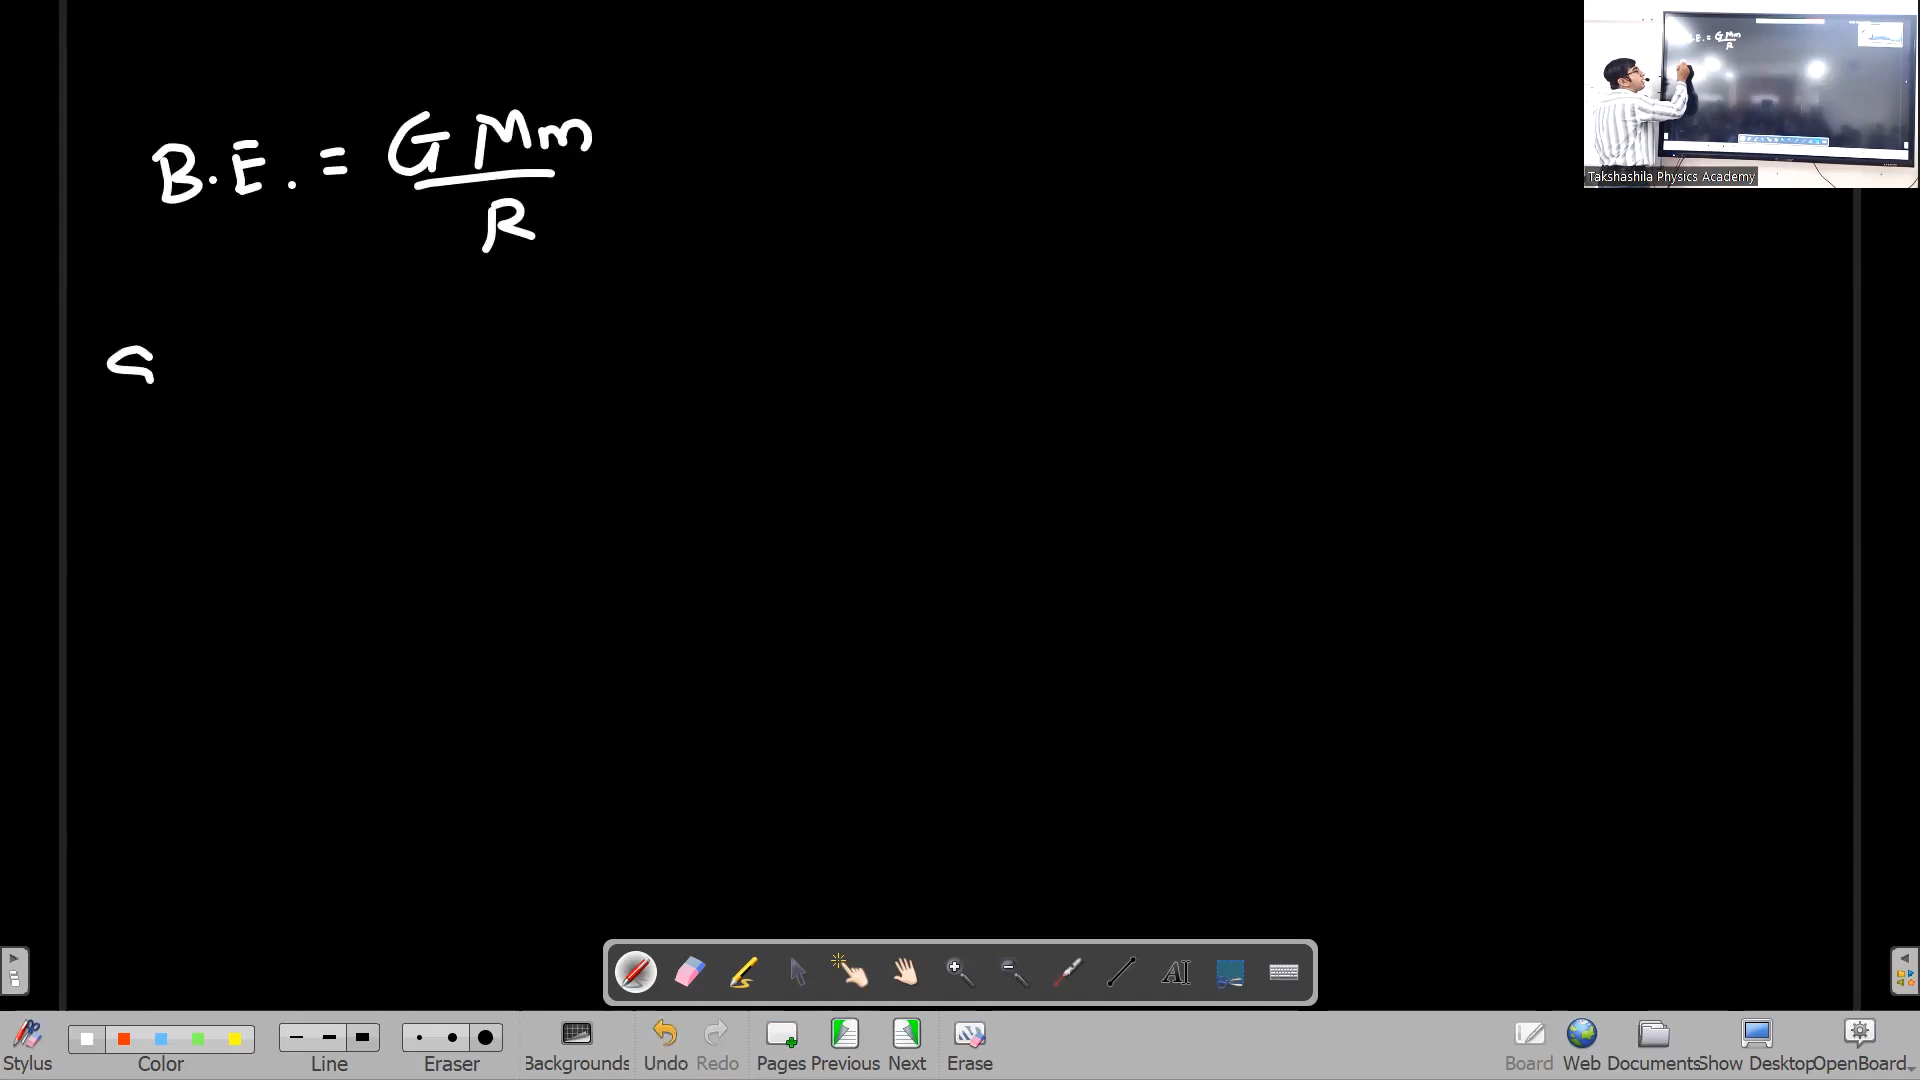 B.E. = G Mm / R
Takshashila Physics Academy
Stylus Color Line Eraser Backgrounds Undo Redo Pages Previous Next Erase Board Web Documents Show Desktop OpenBoard